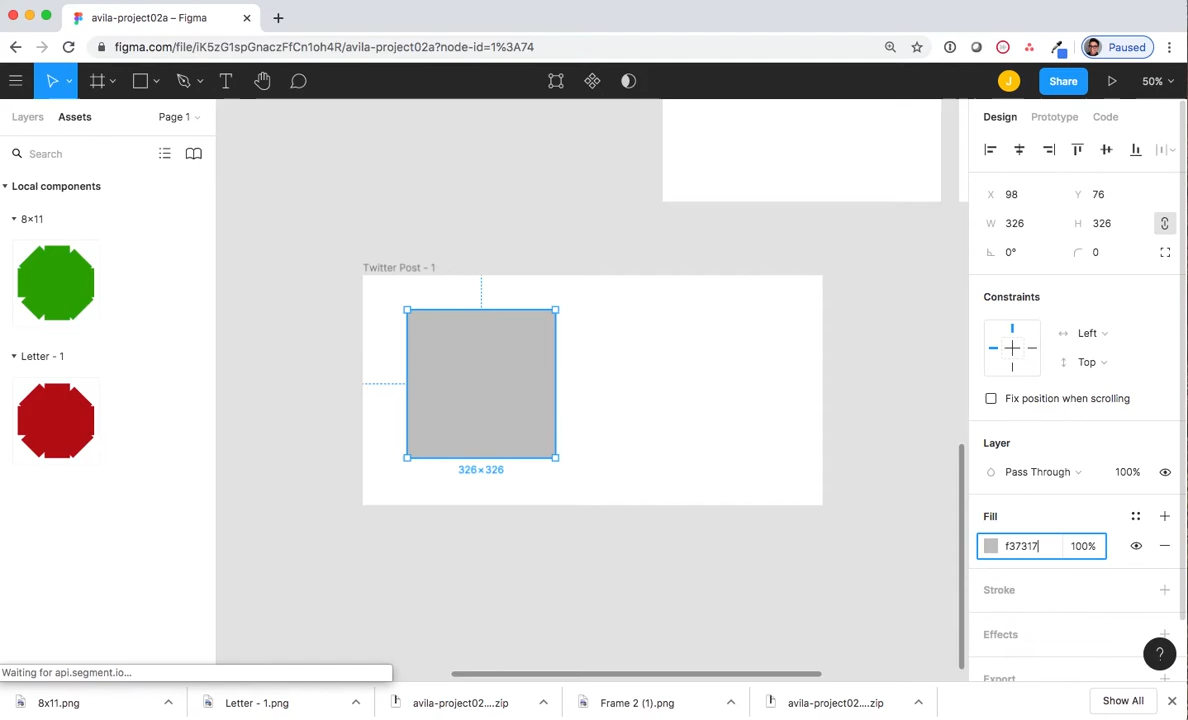 avila-project02a – Figma
figma.com/file/iK5zG1spGnaczFfCn1oh4R/avila-project02a?node-id=1%3A74
Paused
J
Share
50%
Layers
Assets
Page 1
Search
Local components
8×11
Letter - 1
Twitter Post - 1
326×326
Design
Prototype
Code
X 98
Y 76
W 326
H 326
0°
0
Constraints
Left
Top
Fix position when scrolling
Layer
Pass Through
100%
Fill
f37317
100%
Stroke
Effects
Export
?
Waiting for api.segment.io...
8x11.png
Letter - 1.png
avila-project02....zip
Frame 2 (1).png
avila-project02....zip
Show All